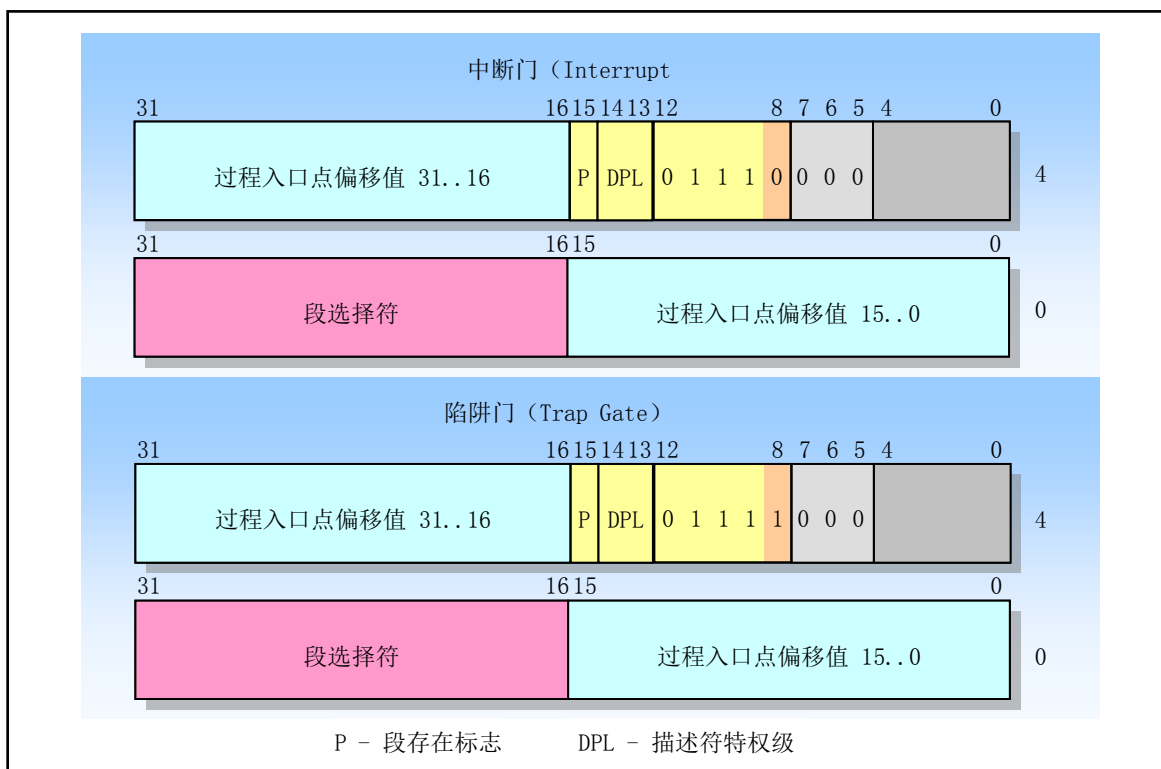 中断门（Interrupt
31 16 15 14 13 12 8 7 6 5 4 0
过程入口点偏移值 31..16 P DPL 0 1 1 1 0 0 0 0 4
31 16 15 0
段选择符 过程入口点偏移值 15..0 0
陷阱门（Trap Gate）
31 16 15 14 13 12 8 7 6 5 4 0
过程入口点偏移值 31..16 P DPL 0 1 1 1 1 0 0 0 4
31 16 15 0
段选择符 过程入口点偏移值 15..0 0
P - 段存在标志 DPL - 描述符特权级